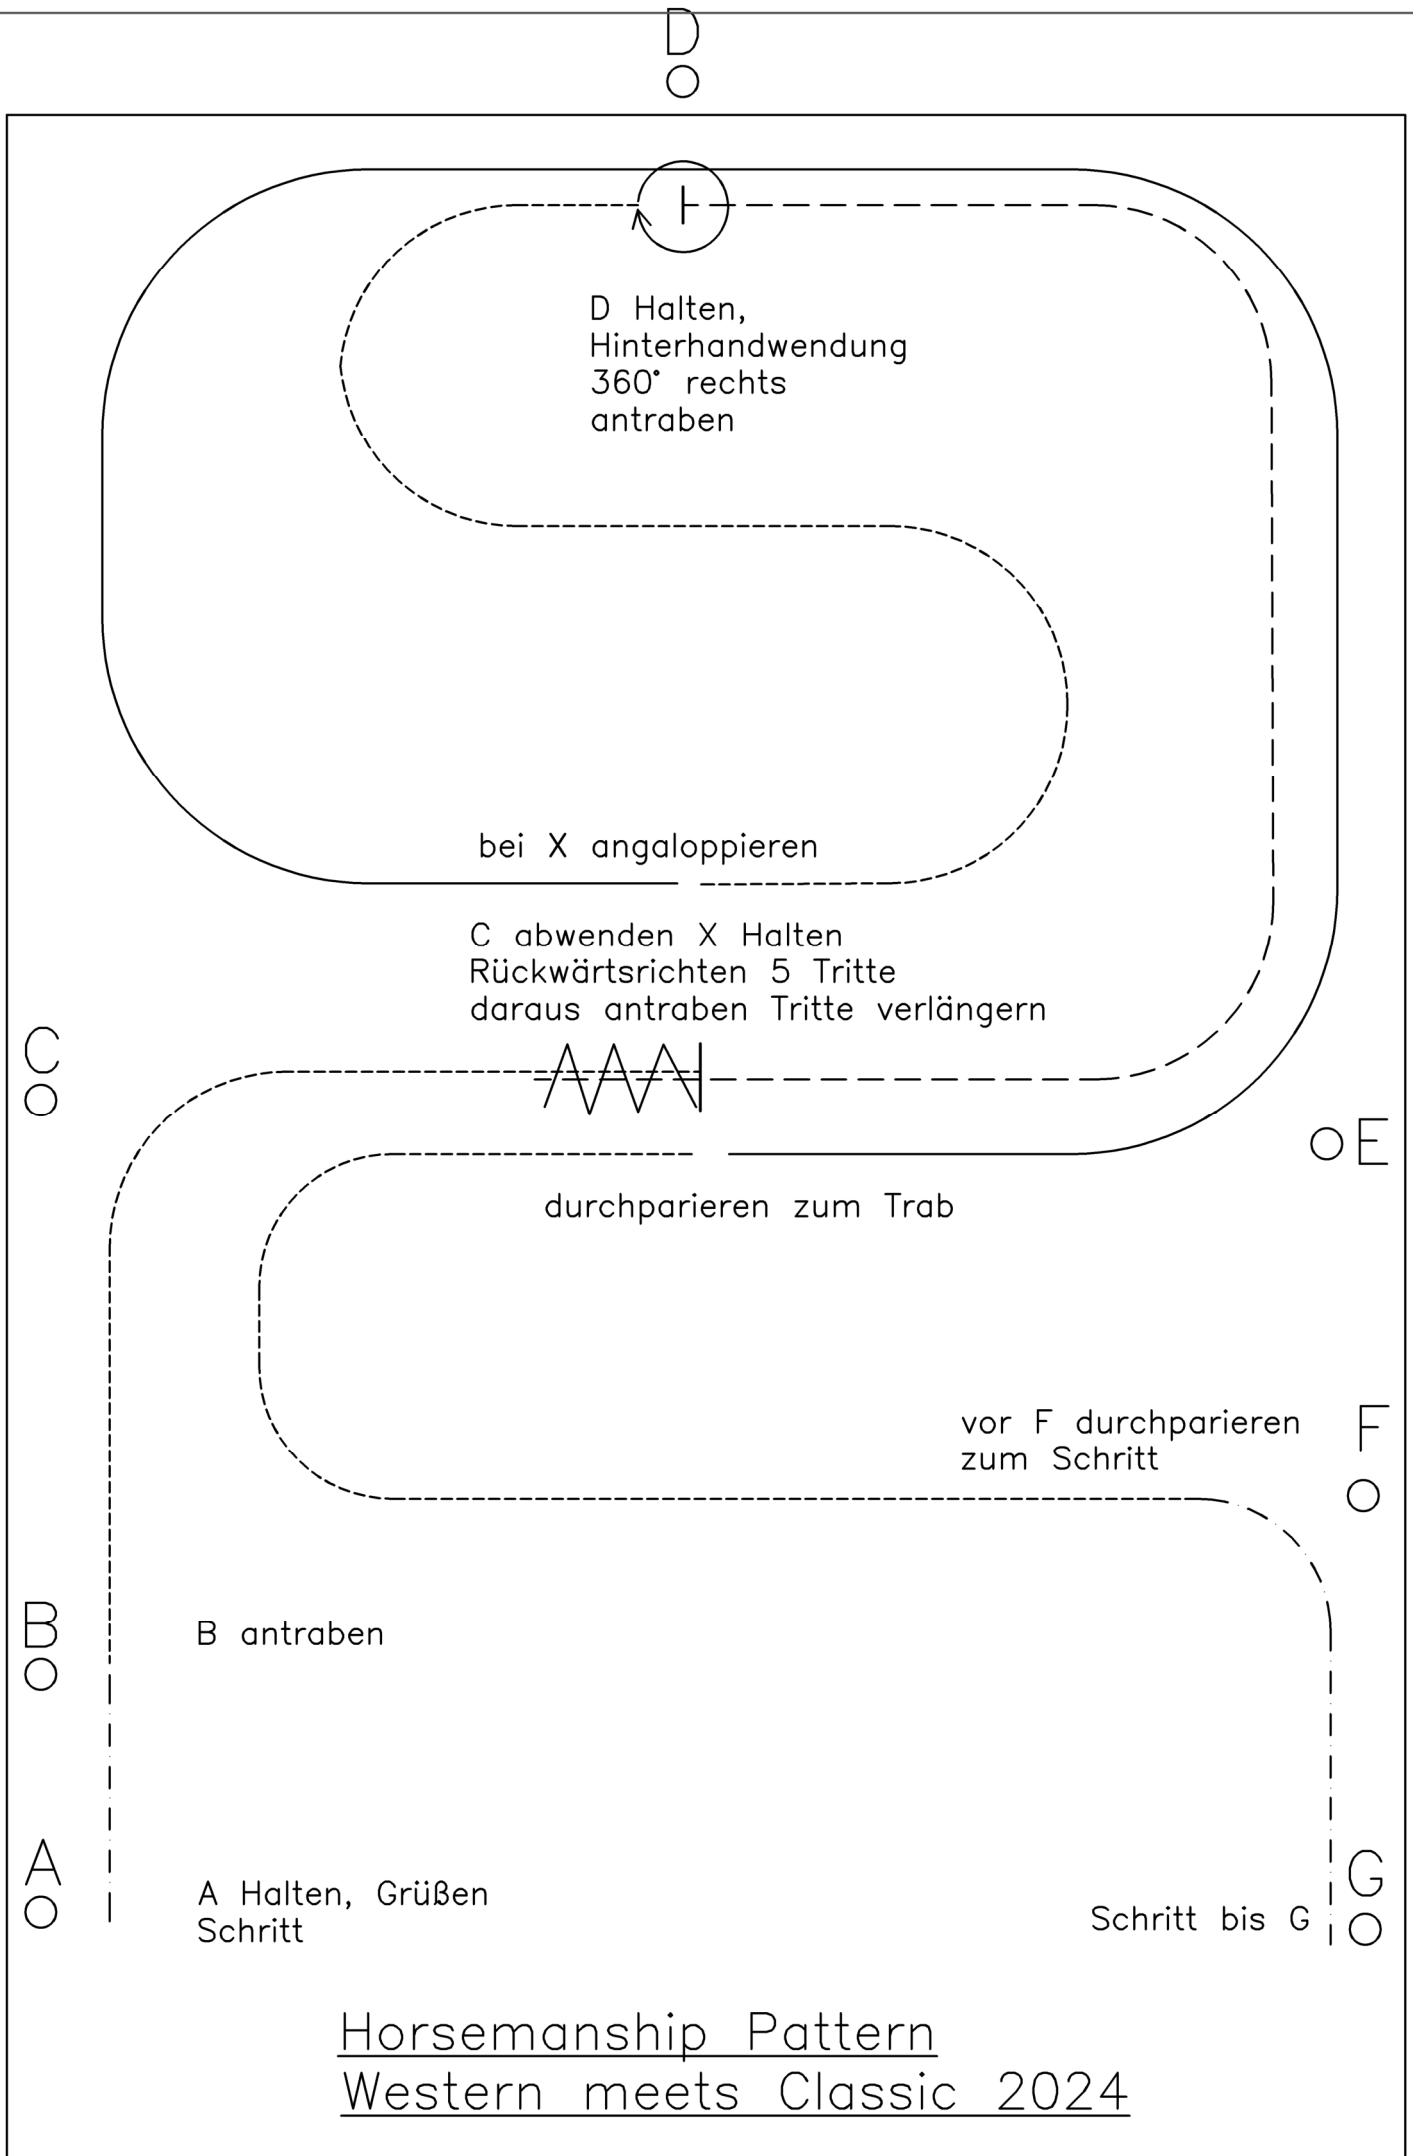 D
D Halten,
Hinterhandwendung
360° rechts
antraben
bei X angaloppieren
C abwenden X Halten
Rückwärtsrichten 5 Tritte
daraus antraben Tritte verlängern
C
E
durchparieren zum Trab
vor F durchparieren
zum Schritt
F
B
B antraben
A
A Halten, Grüßen
Schritt
Schritt bis G
G
Horsemanship Pattern
Western meets Classic 2024